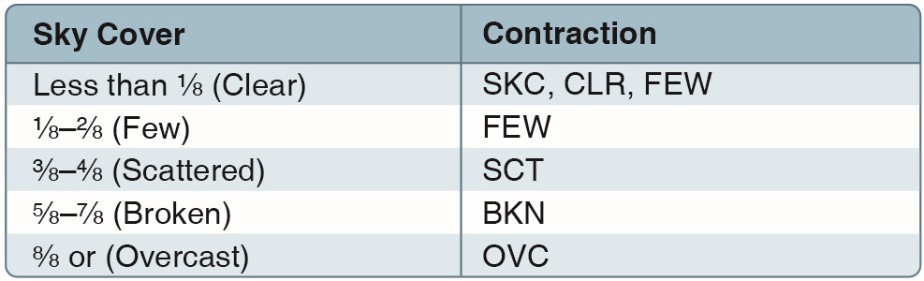 Sky Cover Contraction
Less than ⅛ (Clear) SKC, CLR, FEW
⅛–²⁄₈ (Few) FEW
⅜–⁴⁄₈ (Scattered) SCT
⅝–⅞ (Broken) BKN
⁸⁄₈ or (Overcast) OVC